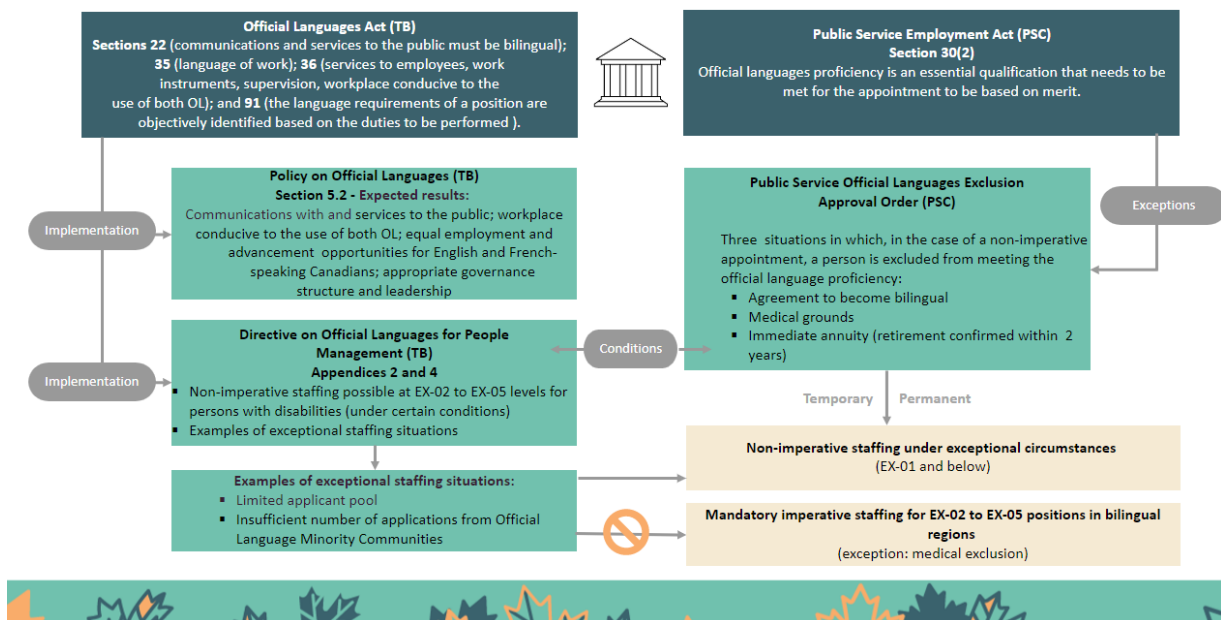 Official Languages Act (TB)
Sections 22 (communications and services to the public must be bilingual);
35 (language of work); 36 (services to employees, work
instruments, supervision, workplace conducive to the
use of both OL); and 91 (the language requirements of a position are
objectively identified based on the duties to be performed ).
Public Service Employment Act (PSC)
Section 30(2)
Official languages proficiency is an essential qualification that needs to be
met for the appointment to be based on merit.
Implementation
Policy on Official Languages (TB)
Section 5.2 - Expected results:
Communications with and services to the public; workplace
conducive to the use of both OL; equal employment and
advancement opportunities for English and French-
speaking Canadians; appropriate governance
structure and leadership
Public Service Official Languages Exclusion
Approval Order (PSC)
Three situations in which, in the case of a non-imperative
appointment, a person is excluded from meeting the
official language proficiency:
▪ Agreement to become bilingual
▪ Medical grounds
▪ Immediate annuity (retirement confirmed within 2
years)
Exceptions
Implementation
Directive on Official Languages for People
Management (TB)
Appendices 2 and 4
▪ Non-imperative staffing possible at EX-02 to EX-05 levels for
persons with disabilities (under certain conditions)
▪ Examples of exceptional staffing situations
Conditions
Temporary
Permanent
Examples of exceptional staffing situations:
▪ Limited applicant pool
▪ Insufficient number of applications from Official
Language Minority Communities
Non-imperative staffing under exceptional circumstances
(EX-01 and below)
Mandatory imperative staffing for EX-02 to EX-05 positions in bilingual
regions
(exception: medical exclusion)